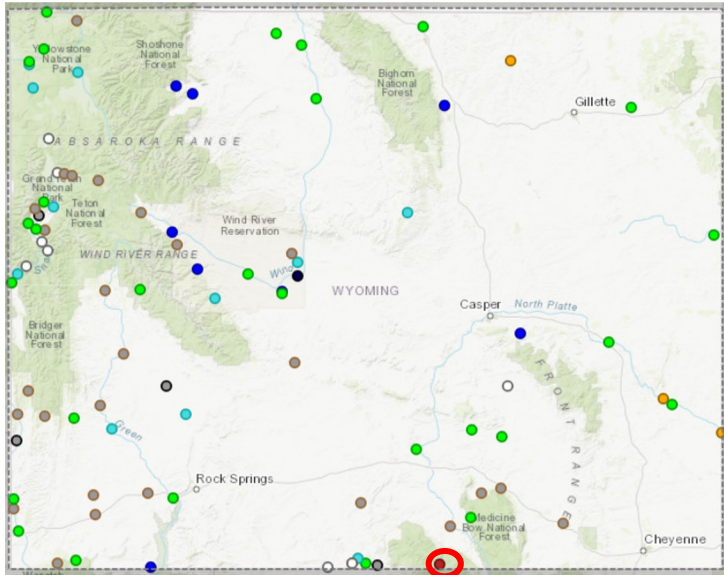 Yellowstone
National
Park
Shoshone
National
Forest
Bighorn
National
Forest
Gillette
ABSAROKA RANGE
Grand Teton
National
Park
Teton
National
Forest
Wind River
Reservation
WIND RIVER RANGE
Wind
WYOMING
Casper
North Platte
Bridger
National
Forest
FRONT RANGE
Green
Rock Springs
Medicine
Bow National
Forest
Cheyenne